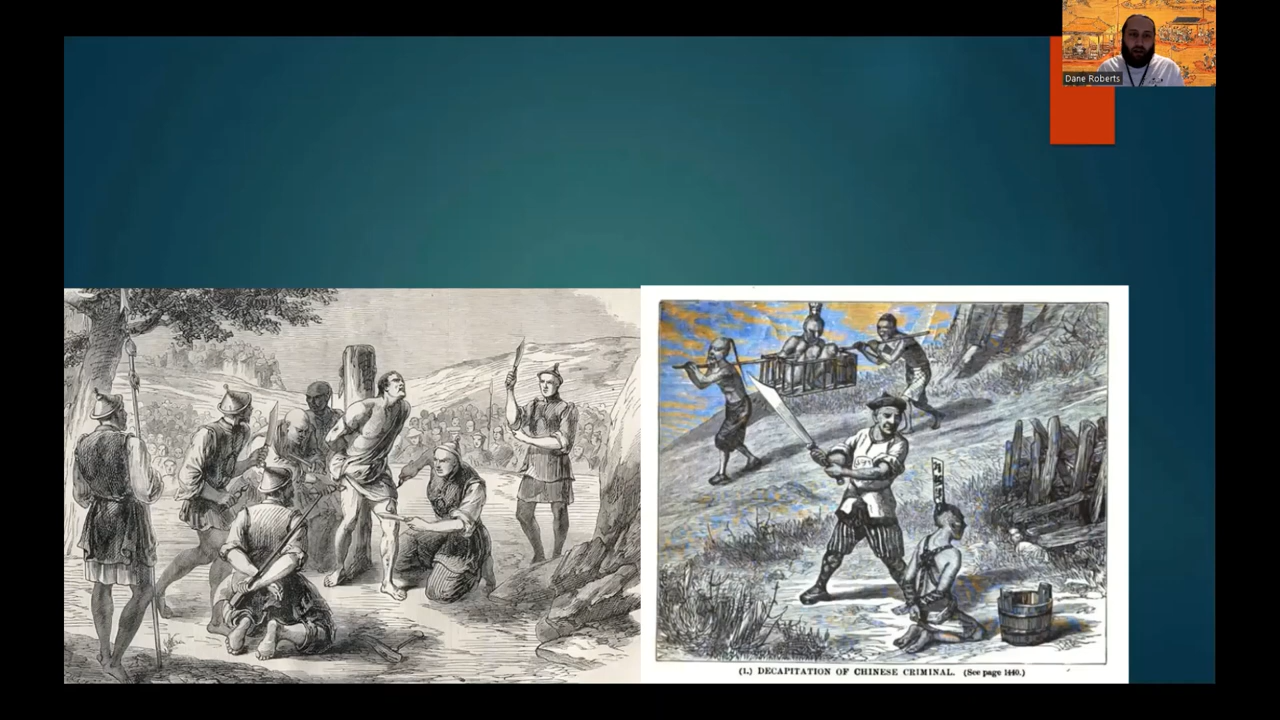 Dane Roberts
(1.) DECAPITATION OF CHINESE CRIMINAL. (See page 1440.)